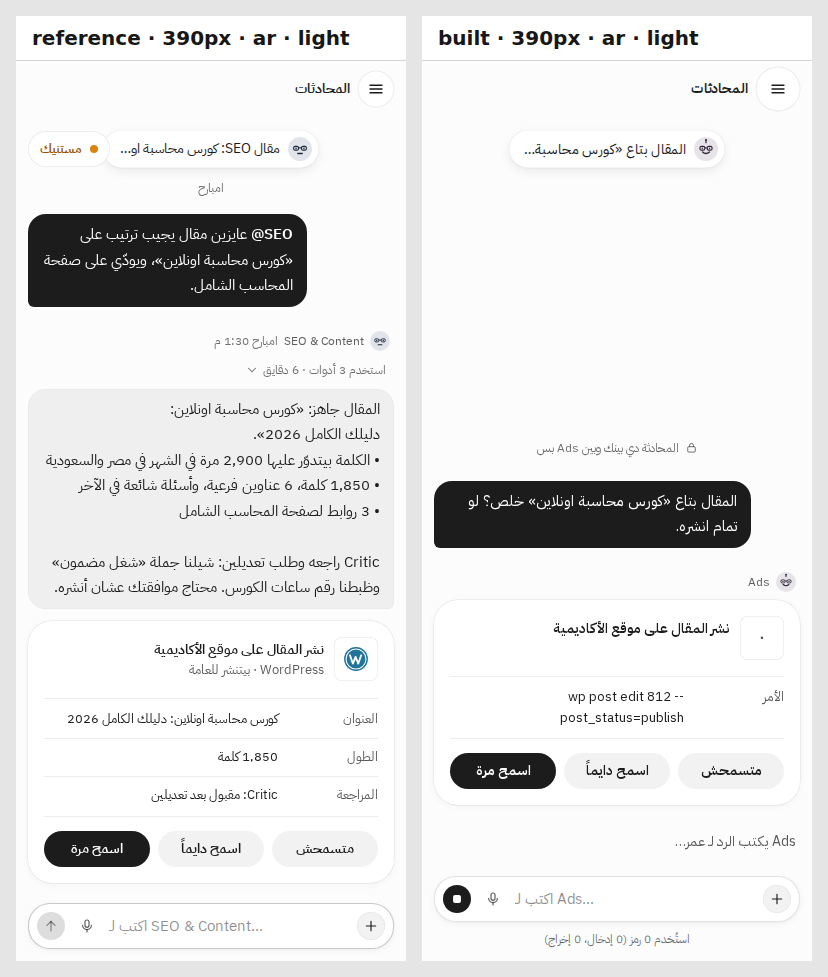 reference · 390px · ar · light
المحادثات
مقال SEO: كورس محاسبة او...
مستنيك
امبارح
@SEO عايزين مقال يجيب ترتيب على
«كورس محاسبة اونلاين»، ويودّي على صفحة
المحاسب الشامل.
SEO & Content امبارح 1:30 م
استخدم 3 أدوات · 6 دقايق
المقال جاهز: «كورس محاسبة اونلاين:
دليلك الكامل 2026».
• الكلمة بيتدوّر عليها 2,900 مرة في الشهر في مصر والسعودية
• 1,850 كلمة، 6 عناوين فرعية، وأسئلة شائعة في الآخر
• 3 روابط لصفحة المحاسب الشامل
Critic راجعه وطلب تعديلين: شيلنا جملة «شغل مضمون»
وظبطنا رقم ساعات الكورس. محتاج موافقتك عشان أنشره.
نشر المقال على موقع الأكاديمية
WordPress · بيتنشر للعامة
العنوان
كورس محاسبة اونلاين: دليلك الكامل 2026
الطول
1,850 كلمة
المراجعة
Critic: مقبول بعد تعديلين
متسمحش
اسمح دايماً
اسمح مرة
اكتب لـ SEO & Content...
built · 390px · ar · light
المحادثات
المقال بتاع «كورس محاسبة...
المحادثة دي بينك وبين Ads بس
المقال بتاع «كورس محاسبة اونلاين» خلص؟ لو
تمام انشره.
Ads
نشر المقال على موقع الأكاديمية
الأمر
wp post edit 812 --
post_status=publish
متسمحش
اسمح دايماً
اسمح مرة
Ads يكتب الرد لـ عمر...
اكتب لـ Ads...
استُخدم 0 رمز (0 إدخال، 0 إخراج)